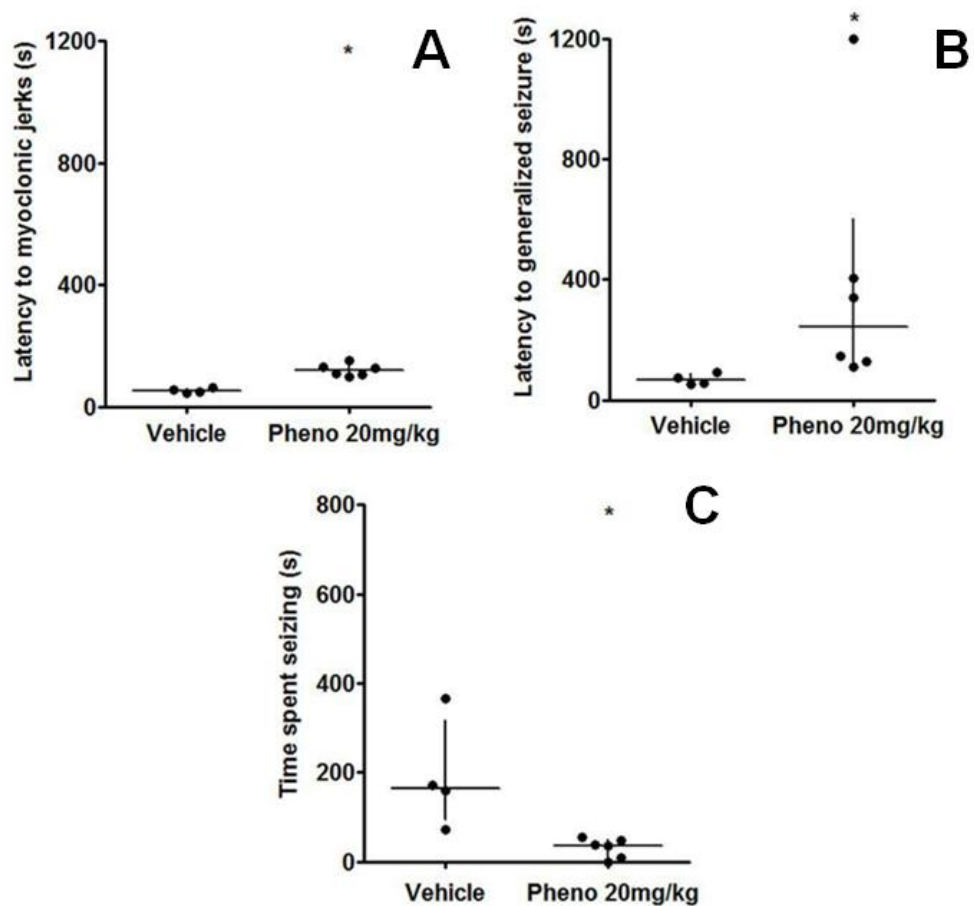 A
Latency to myoclonic jerks (s)
1200
800
400
0
*
Vehicle Pheno 20mg/kg
B
Latency to generalized seizure (s)
1200
800
400
0
*
Vehicle Pheno 20mg/kg
C
Time spent seizing (s)
800
600
400
200
0
*
Vehicle Pheno 20mg/kg